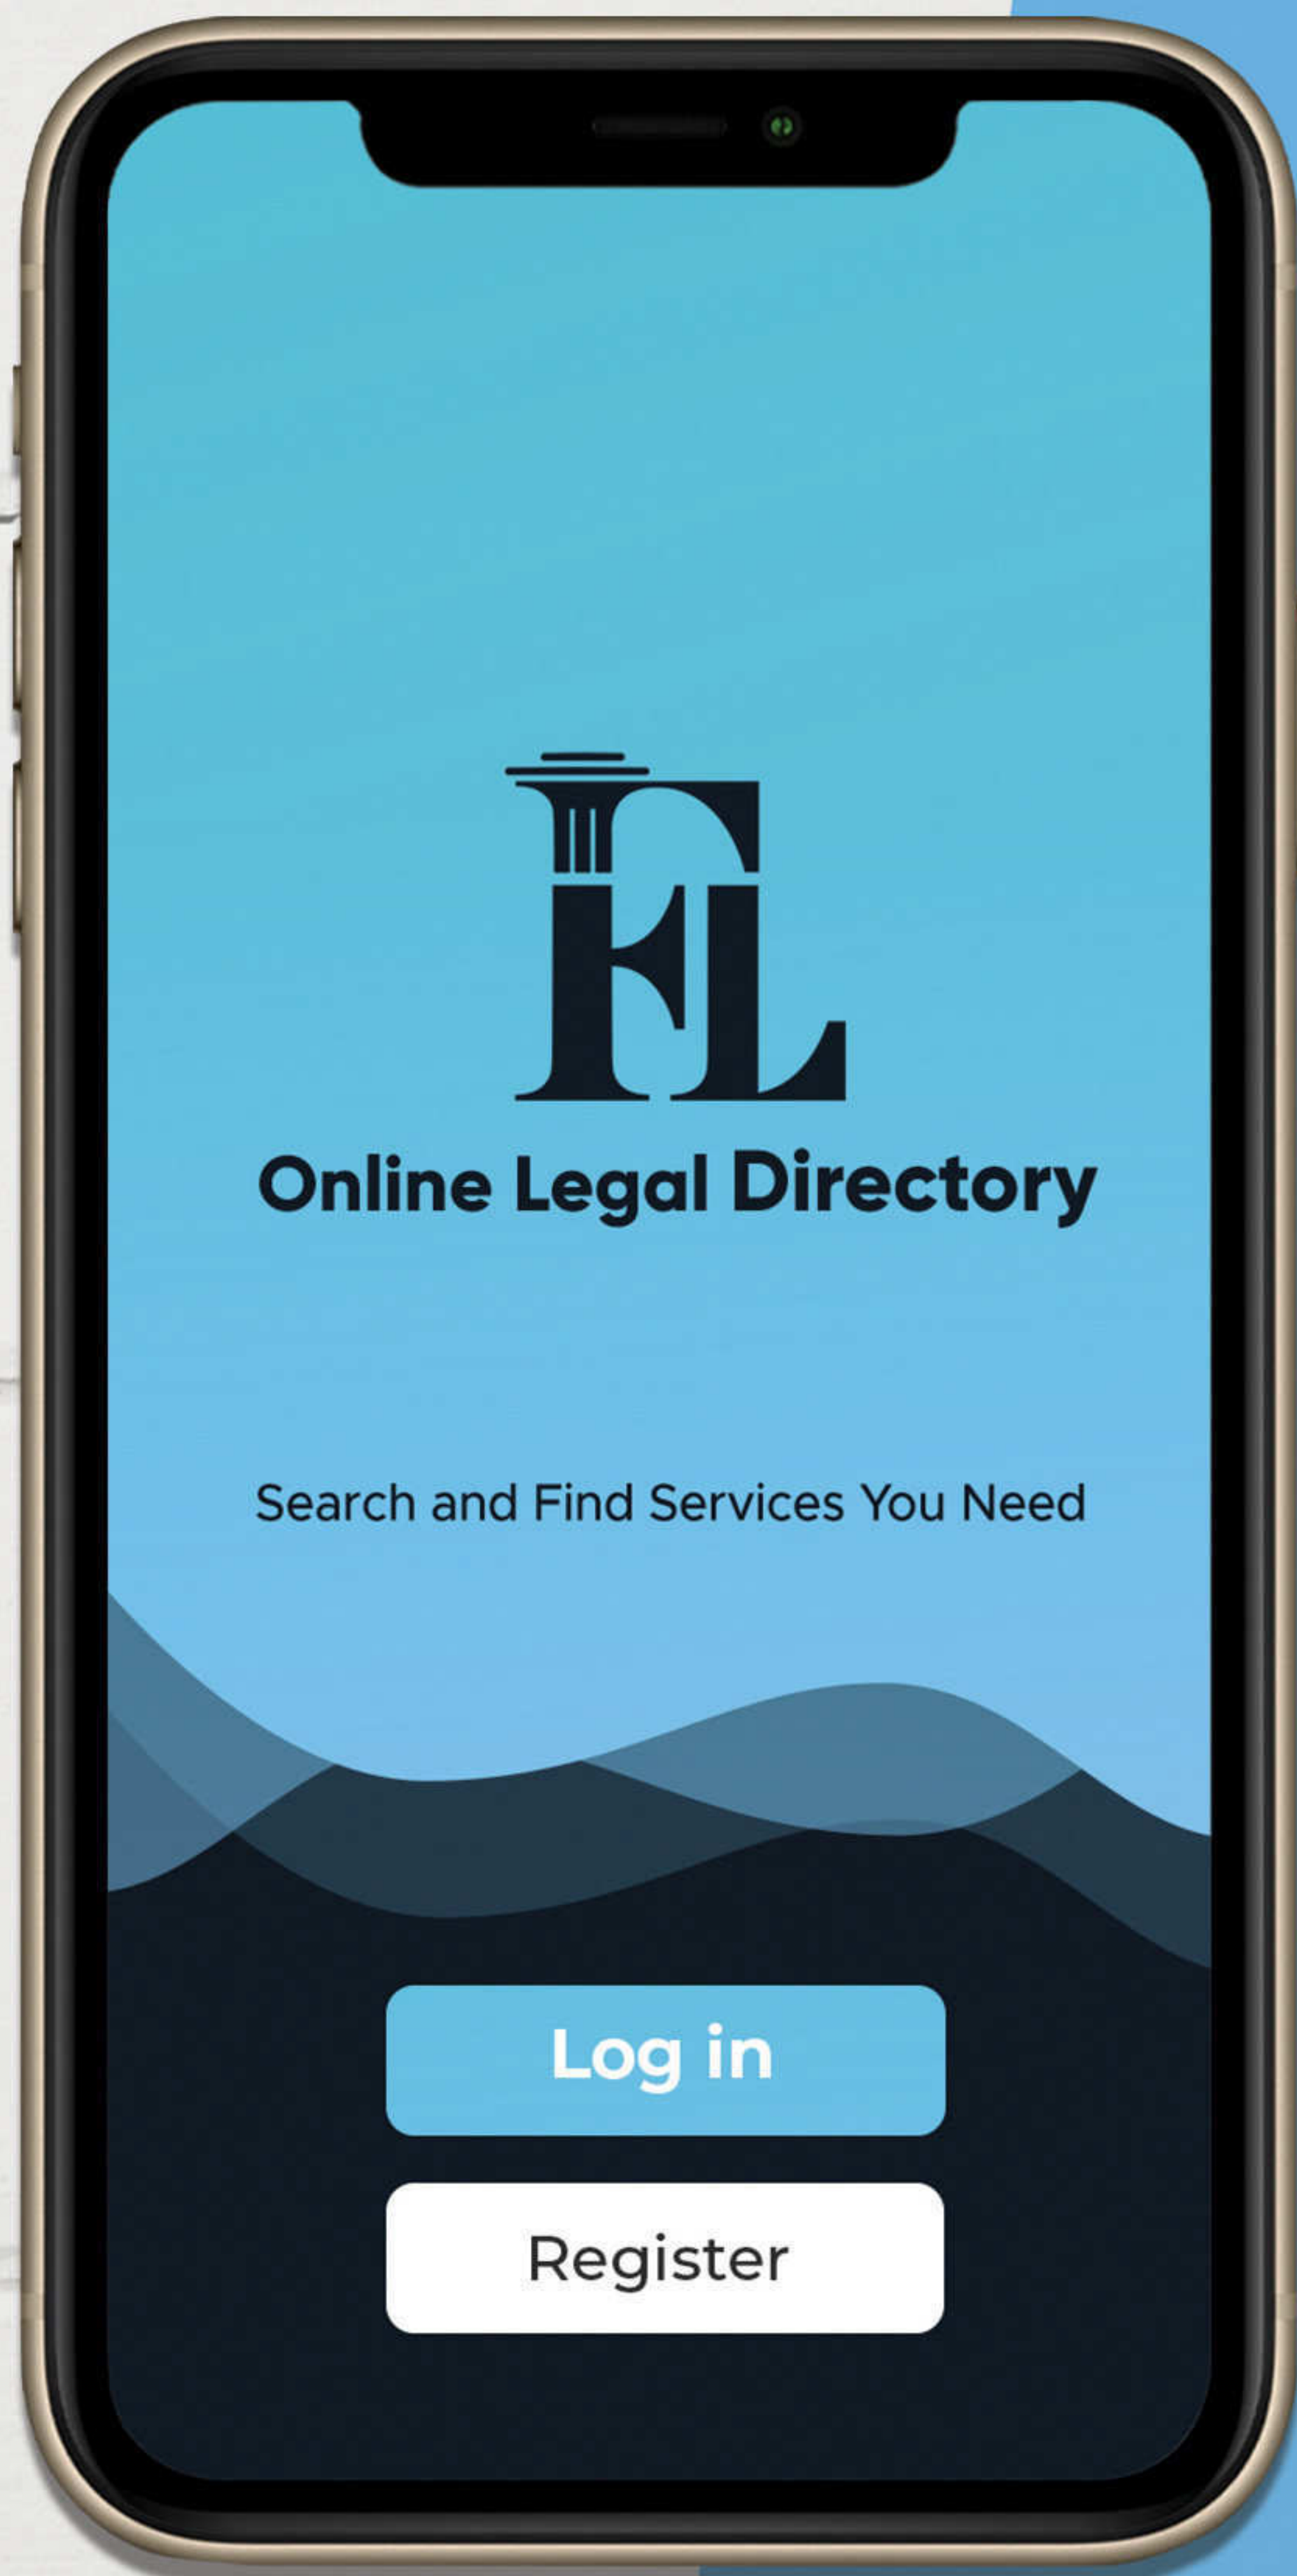 FL
Online Legal Directory
Search and Find Services You Need
Log in
Register